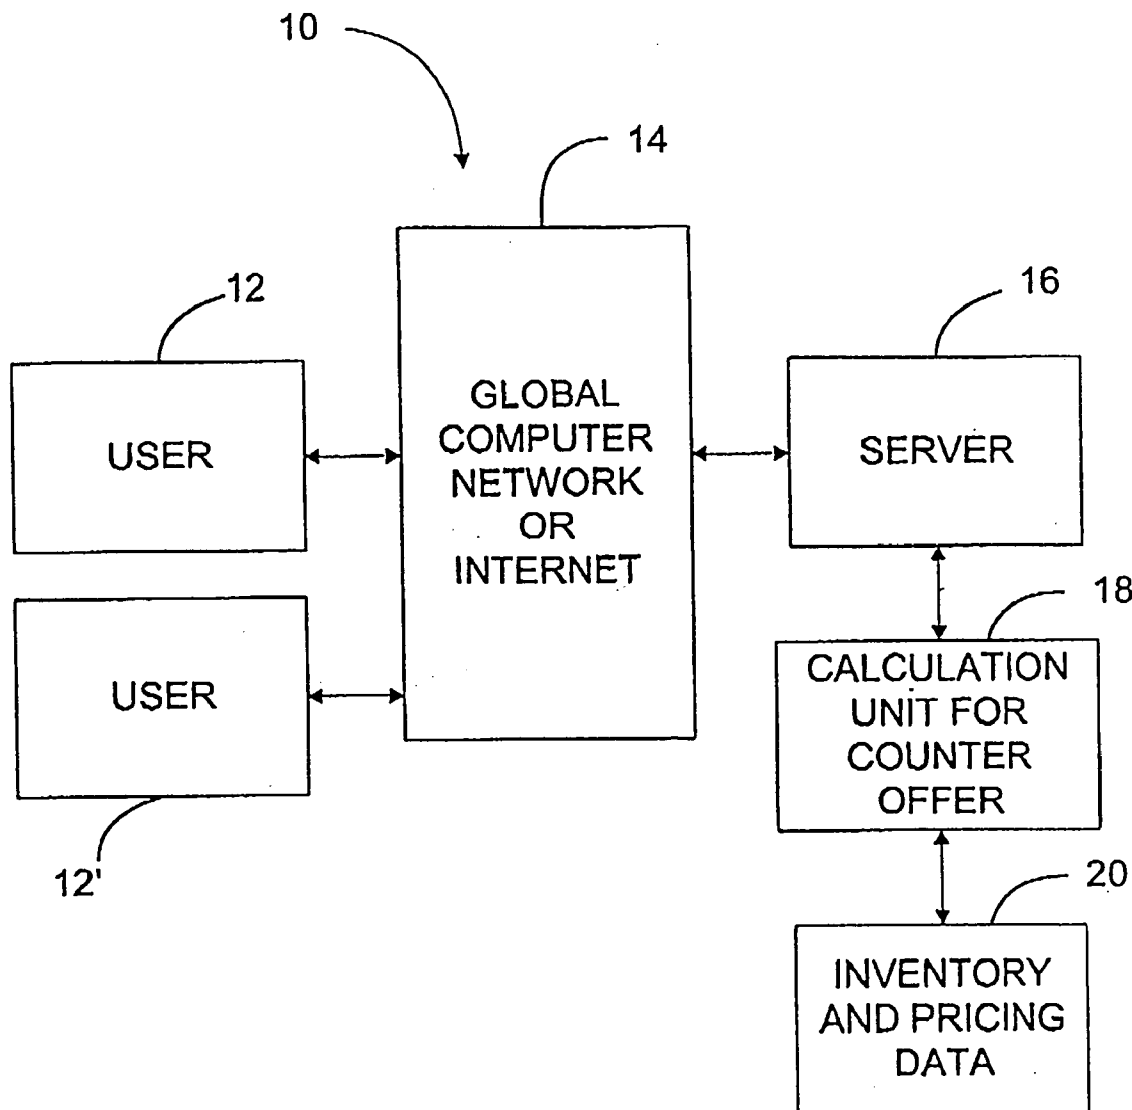 10
14
12
16
USER
GLOBAL
COMPUTER
NETWORK
OR
INTERNET
SERVER
18
USER
CALCULATION
UNIT FOR
COUNTER
OFFER
12'
20
INVENTORY
AND PRICING
DATA